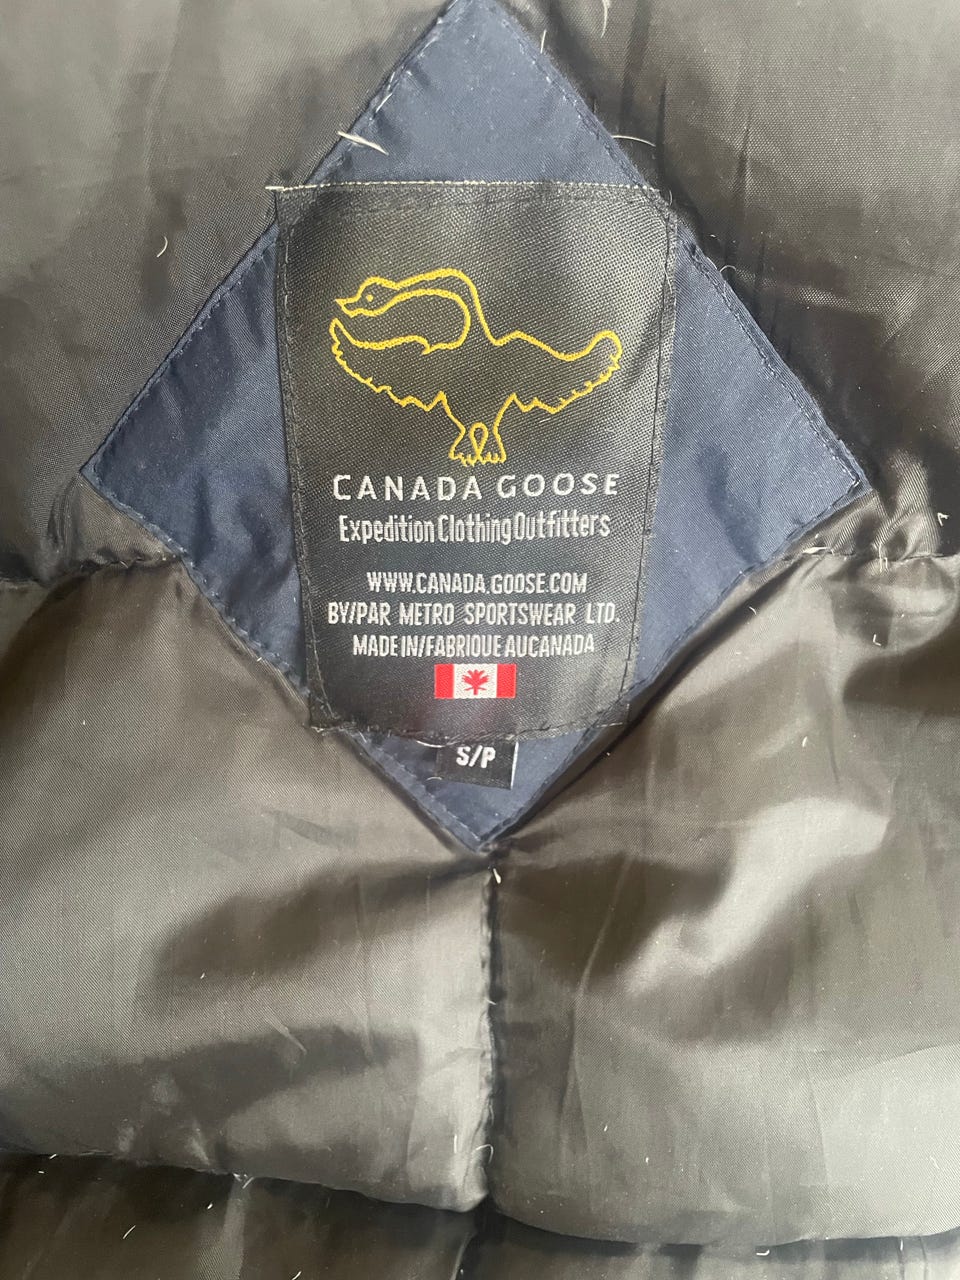 CANADA GOOSE
Expedition Clothing Outfitters
WWW.CANADA.GOOSE.COM
BY/PAR METRO SPORTSWEAR LTD.
MADE IN/FABRIQUE AUCANADA
S/P